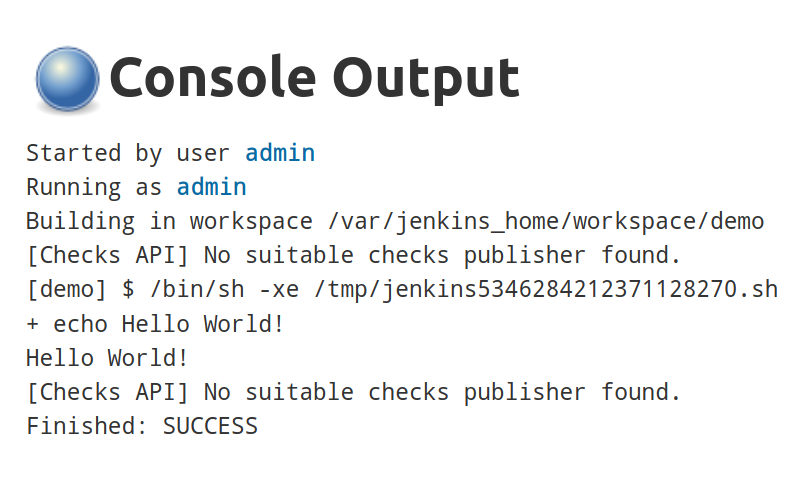 Console Output
Started by user admin
Running as admin
Building in workspace /var/jenkins_home/workspace/demo
[Checks API] No suitable checks publisher found.
[demo] $ /bin/sh -xe /tmp/jenkins5346284212371128270.sh
+ echo Hello World!
Hello World!
[Checks API] No suitable checks publisher found.
Finished: SUCCESS